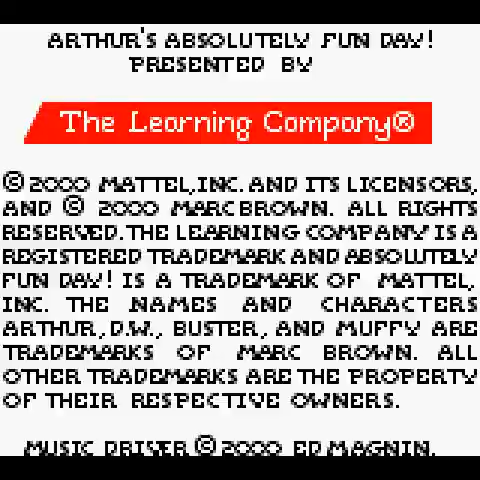 ARTHUR'S ABSOLUTELY FUN DAY!
PRESENTED BY
The Learning Company®
© 2000 MATTEL, INC. AND ITS LICENSORS,
AND © 2000 MARC BROWN. ALL RIGHTS
RESERVED. THE LEARNING COMPANY IS A
REGISTERED TRADEMARK AND ABSOLUTELY
FUN DAY! IS A TRADEMARK OF MATTEL,
INC. THE NAMES AND CHARACTERS
ARTHUR, D.W., BUSTER, AND MUFFY ARE
TRADEMARKS OF MARC BROWN. ALL
OTHER TRADEMARKS ARE THE PROPERTY
OF THEIR RESPECTIVE OWNERS.
MUSIC DRIVER © 2000 ED MAGNIN.